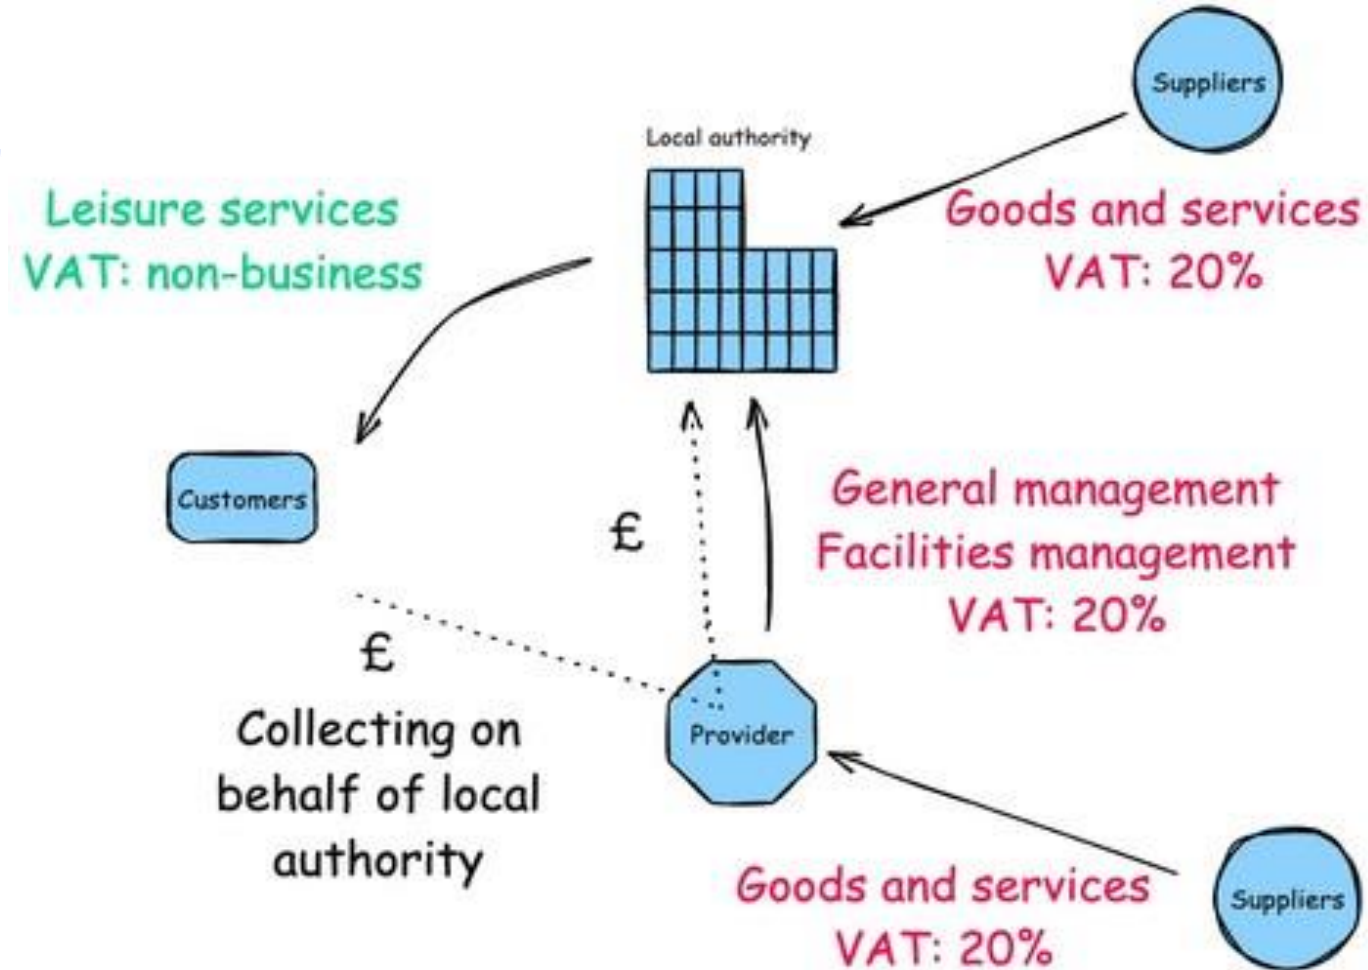 Suppliers
Local authority
Leisure services
VAT: non-business
Goods and services
VAT: 20%
Customers
£
General management
Facilities management
VAT: 20%
£
Collecting on
behalf of local
authority
Provider
Goods and services
VAT: 20%
Suppliers